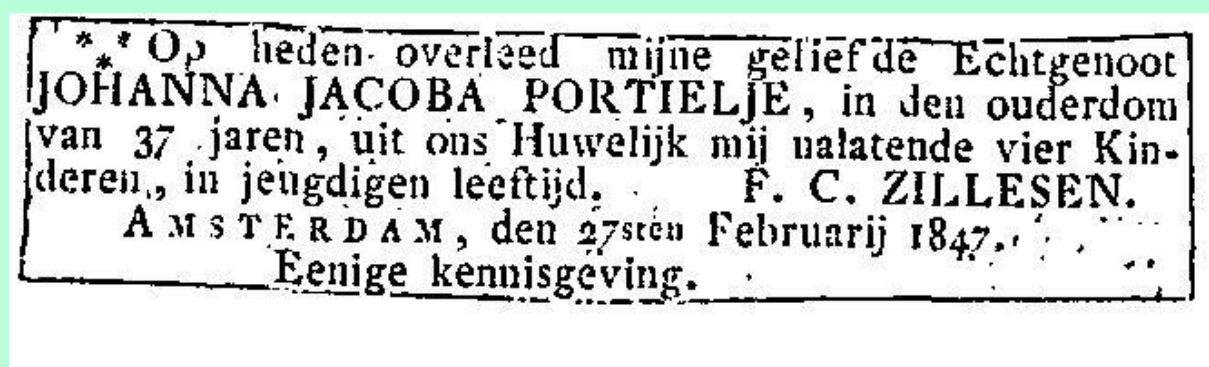 ⁂ Op heden overleed mijne geliefde Echtgenoot
JOHANNA JACOBA PORTIELJE, in den ouderdom
van 37 jaren, uit ons Huwelijk mij nalatende vier Kin-
deren, in jeugdigen leeftijd. F. C. ZILLESEN.
AMSTERDAM, den 27sten Februarij 1847.
Eenige kennisgeving.